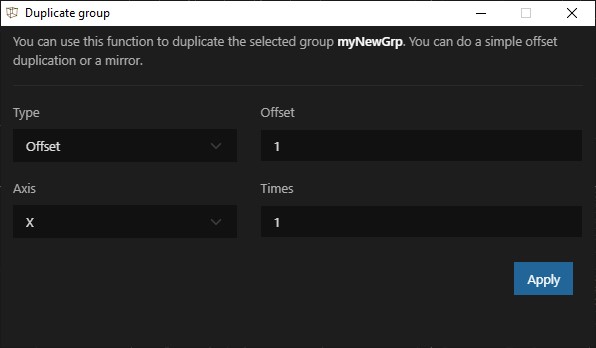 Duplicate group
You can use this function to duplicate the selected group myNewGrp. You can do a simple offset
duplication or a mirror.
Type
Offset
Offset
1
Axis
Times
X
1
Apply